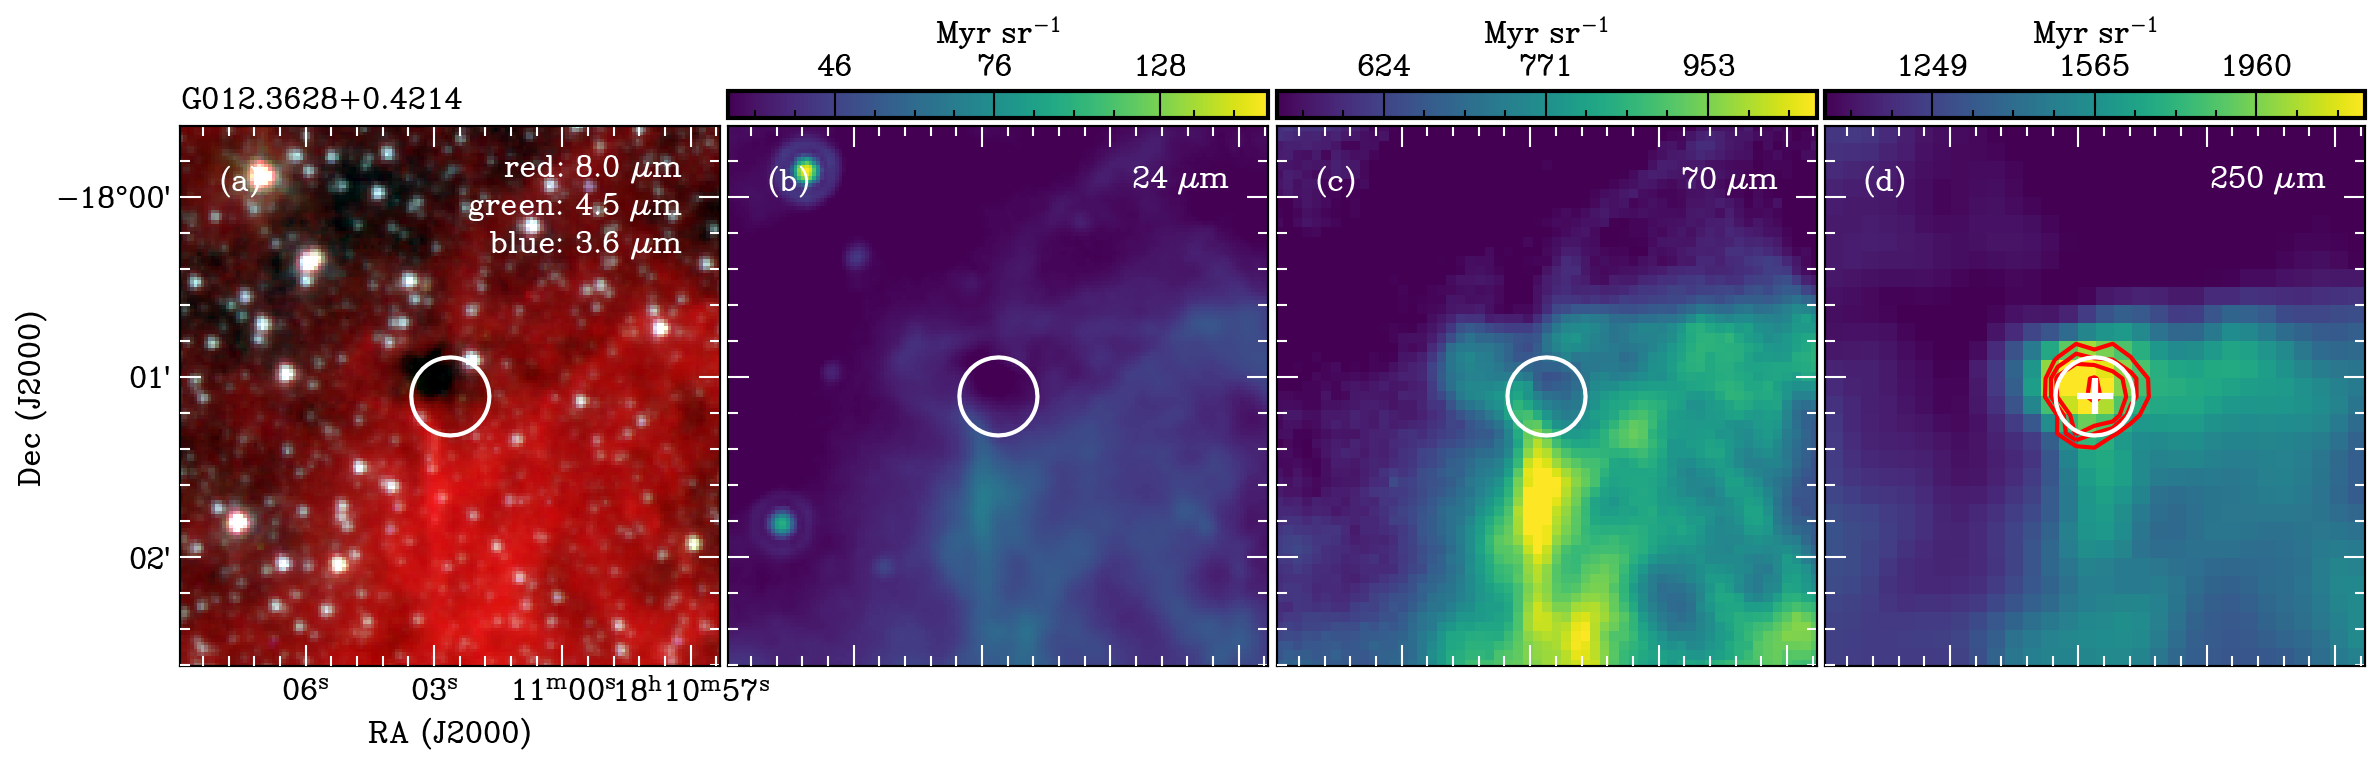 Myr sr⁻¹ Myr sr⁻¹ Myr sr⁻¹
46 76 128 624 771 953 1249 1565 1960
G012.3628+0.4214
(a) red: 8.0 μm
green: 4.5 μm
blue: 3.6 μm
(b) 24 μm
(c) 70 μm
(d) 250 μm
−18°00'
01'
02'
Dec (J2000)
06ˢ 03ˢ 11ᵐ00ˢ 18ʰ10ᵐ57ˢ
RA (J2000)